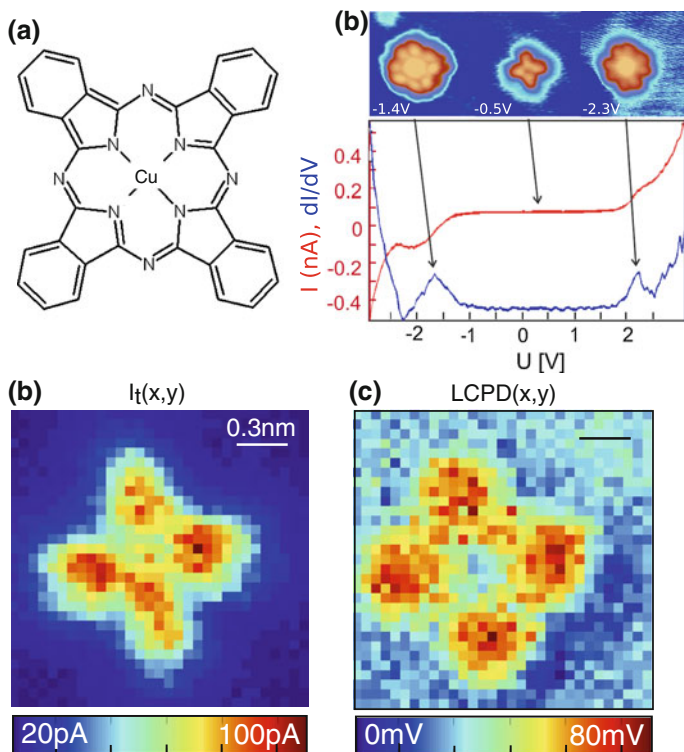 (a)
N
N
N
N
Cu
N
N
N
N
(b)
-1.4V
-0.5V
-2.3V
I (nA), dI/dV
0.4
0.2
0
-0.2
-0.4
-2
-1
0
1
2
U [V]
(b)
It(x,y)
0.3nm
20pA
100pA
(c)
LCPD(x,y)
0mV
80mV